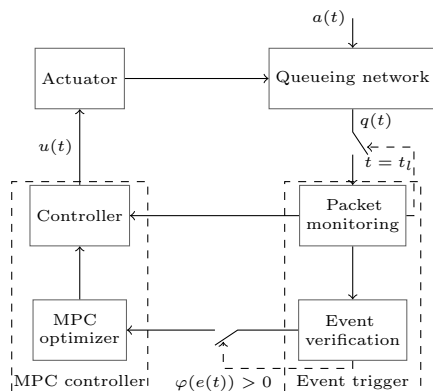 a(t)
Actuator
Queueing network
q(t)
u(t)
t = t_l
Controller
Packet
monitoring
MPC
optimizer
Event
verification
MPC controller
φ(e(t)) > 0
Event trigger